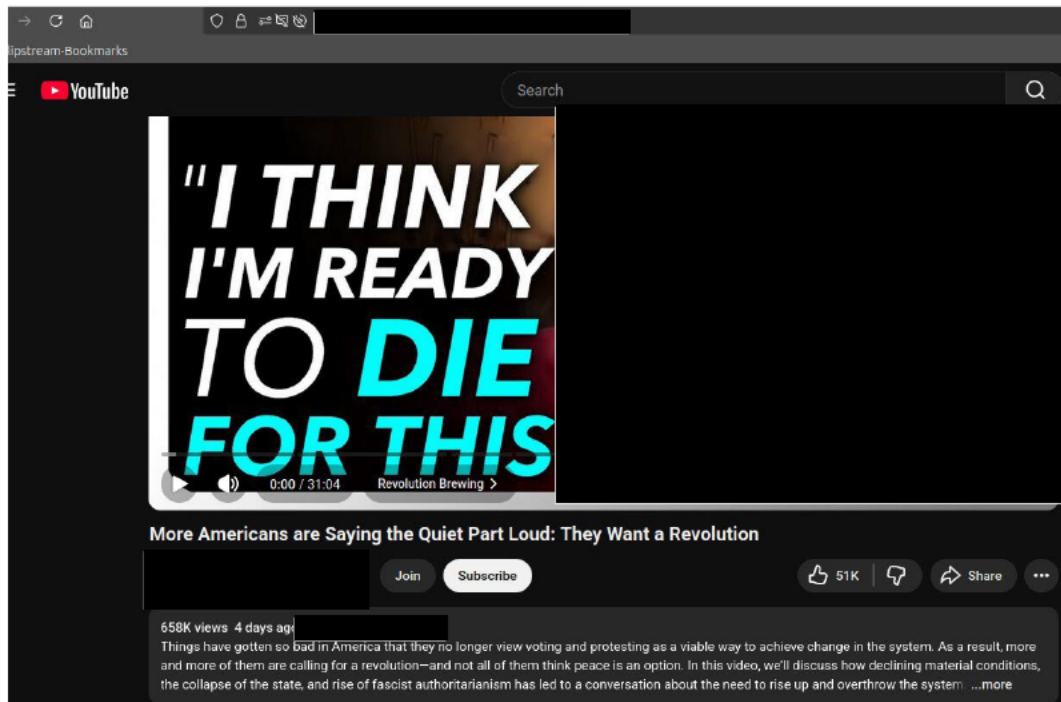 lipstream-Bookmarks
YouTube
Search
"I THINK
I'M READY
TO DIE
FOR THIS
0:00 / 31:04 Revolution Brewing >
More Americans are Saying the Quiet Part Loud: They Want a Revolution
Join Subscribe 51K Share
658K views 4 days ago
Things have gotten so bad in America that they no longer view voting and protesting as a viable way to achieve change in the system. As a result, more
and more of them are calling for a revolution—and not all of them think peace is an option. In this video, we'll discuss how declining material conditions,
the collapse of the state, and rise of fascist authoritarianism has led to a conversation about the need to rise up and overthrow the system. ...more